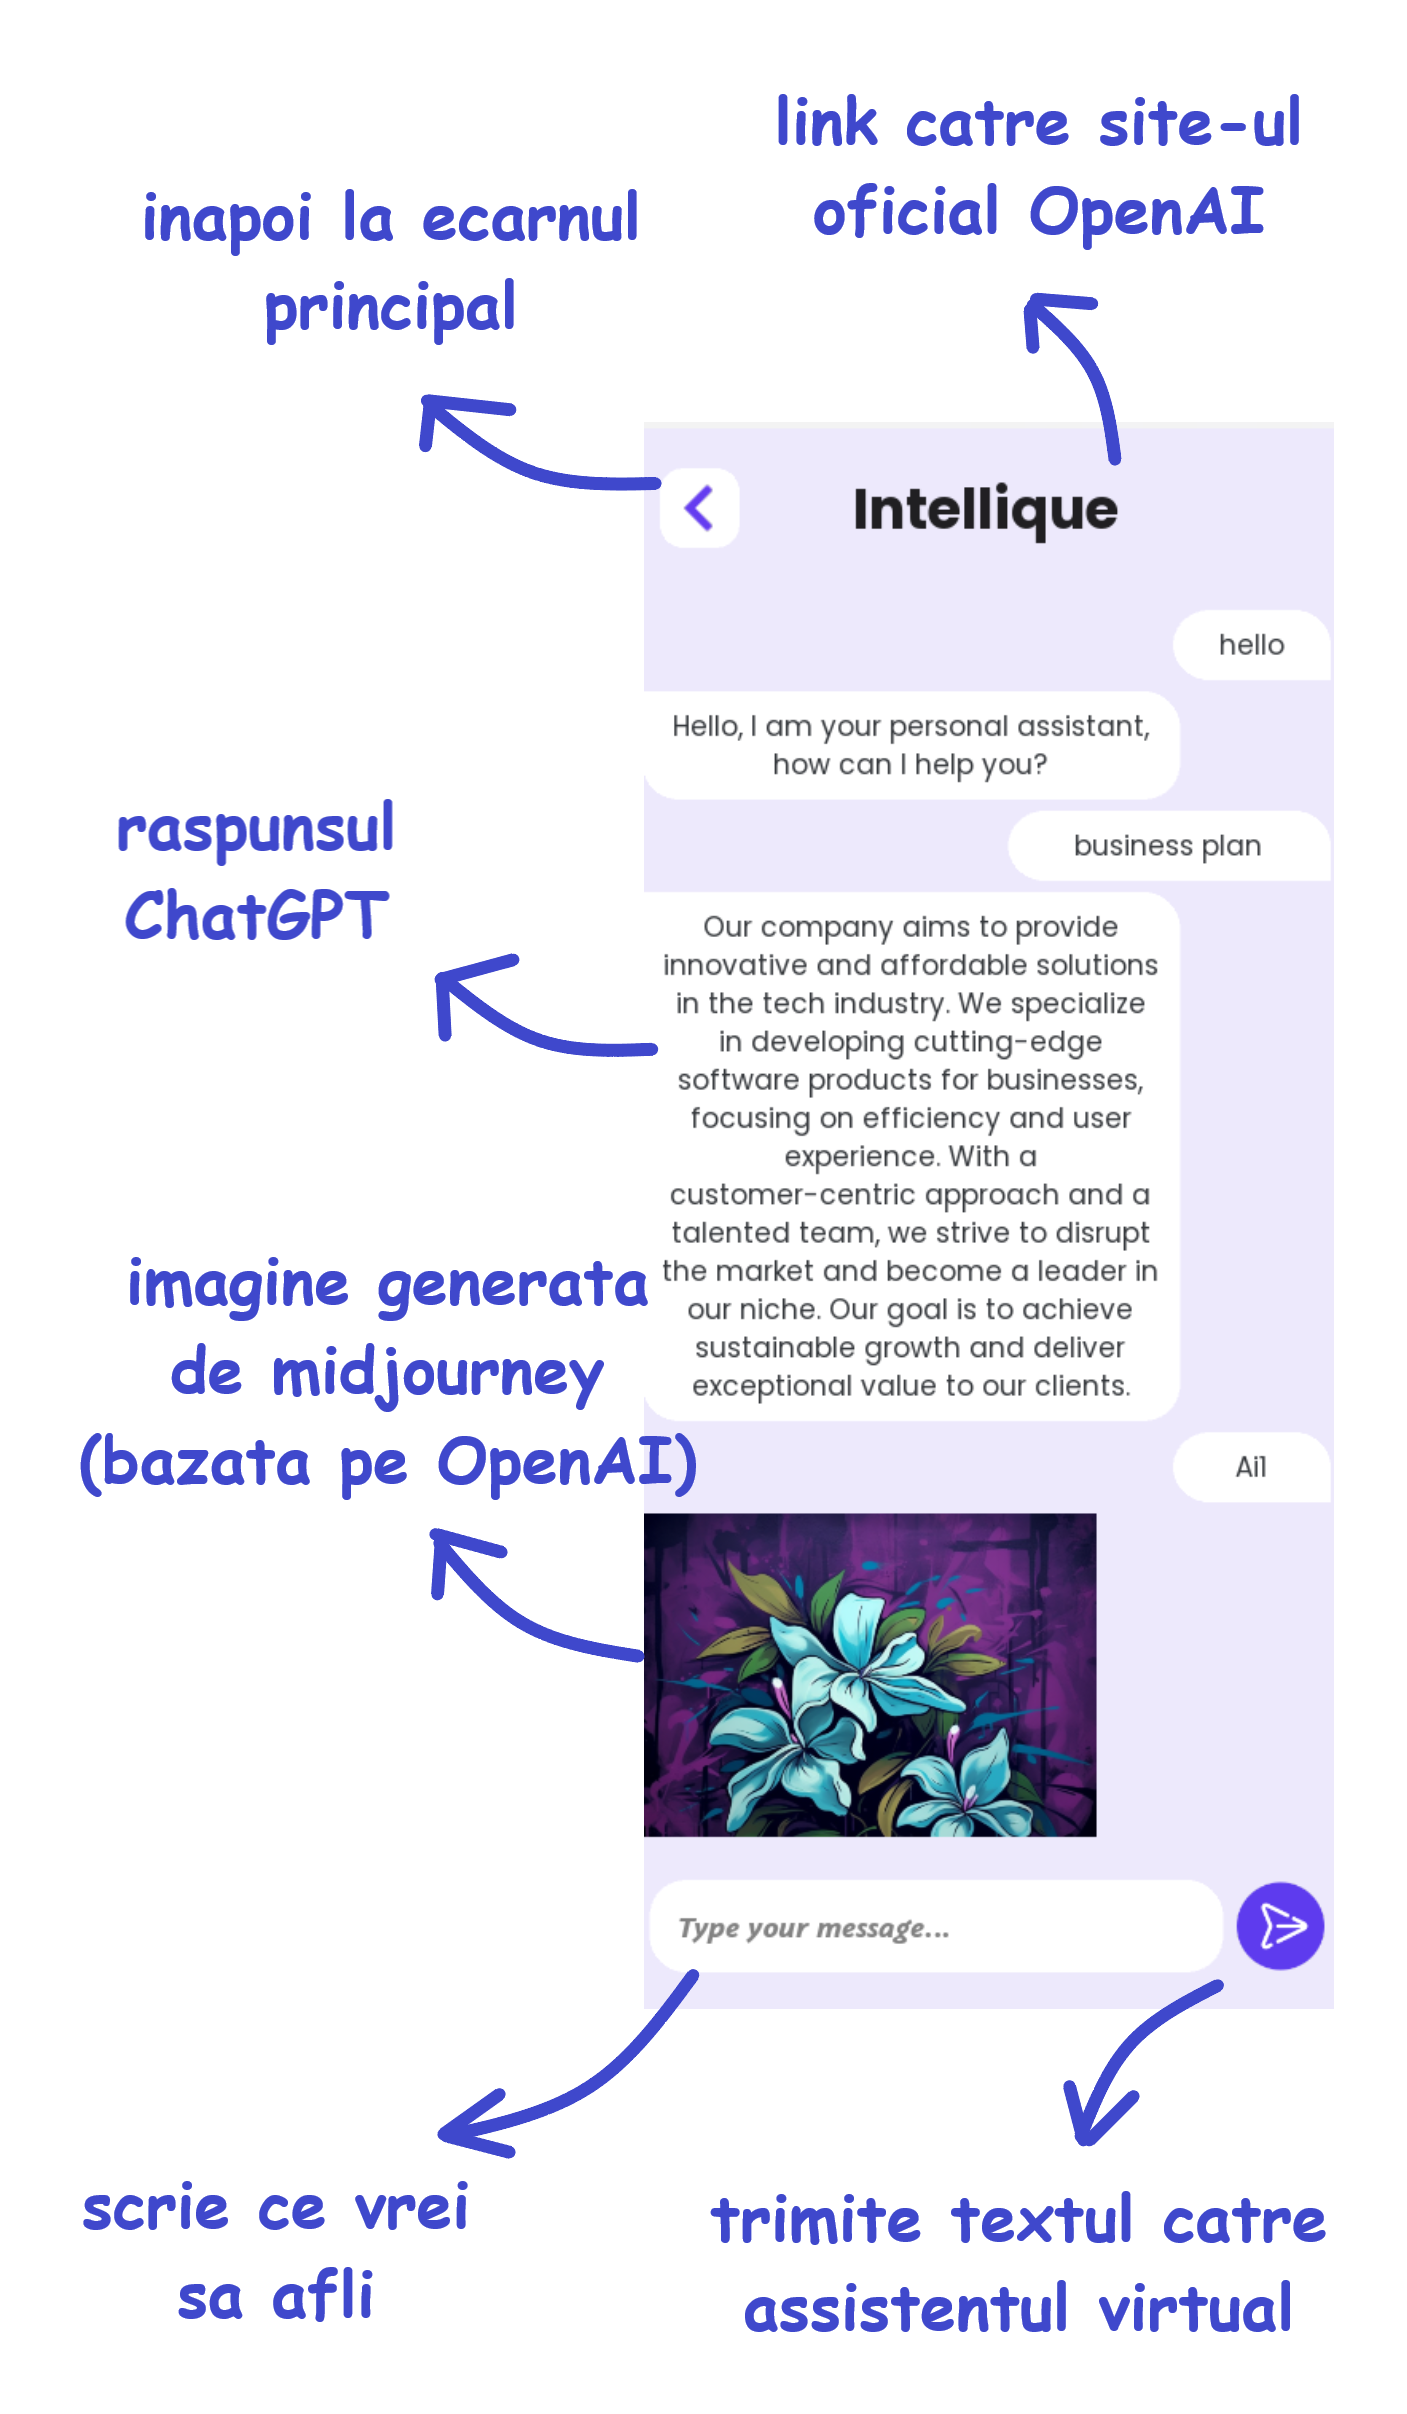 link catre site-ul
oficial OpenAI
inapoi la ecarnul
principal
Intellique
hello
Hello, I am your personal assistant,
how can I help you?
business plan
raspunsul
ChatGPT
Our company aims to provide
innovative and affordable solutions
in the tech industry. We specialize
in developing cutting-edge
software products for businesses,
focusing on efficiency and user
experience. With a
customer-centric approach and a
talented team, we strive to disrupt
the market and become a leader in
our niche. Our goal is to achieve
sustainable growth and deliver
exceptional value to our clients.
imagine generata
de midjourney
(bazata pe OpenAI)
Ai1
Type your message...
scrie ce vrei
sa afli
trimite textul catre
assistentul virtual